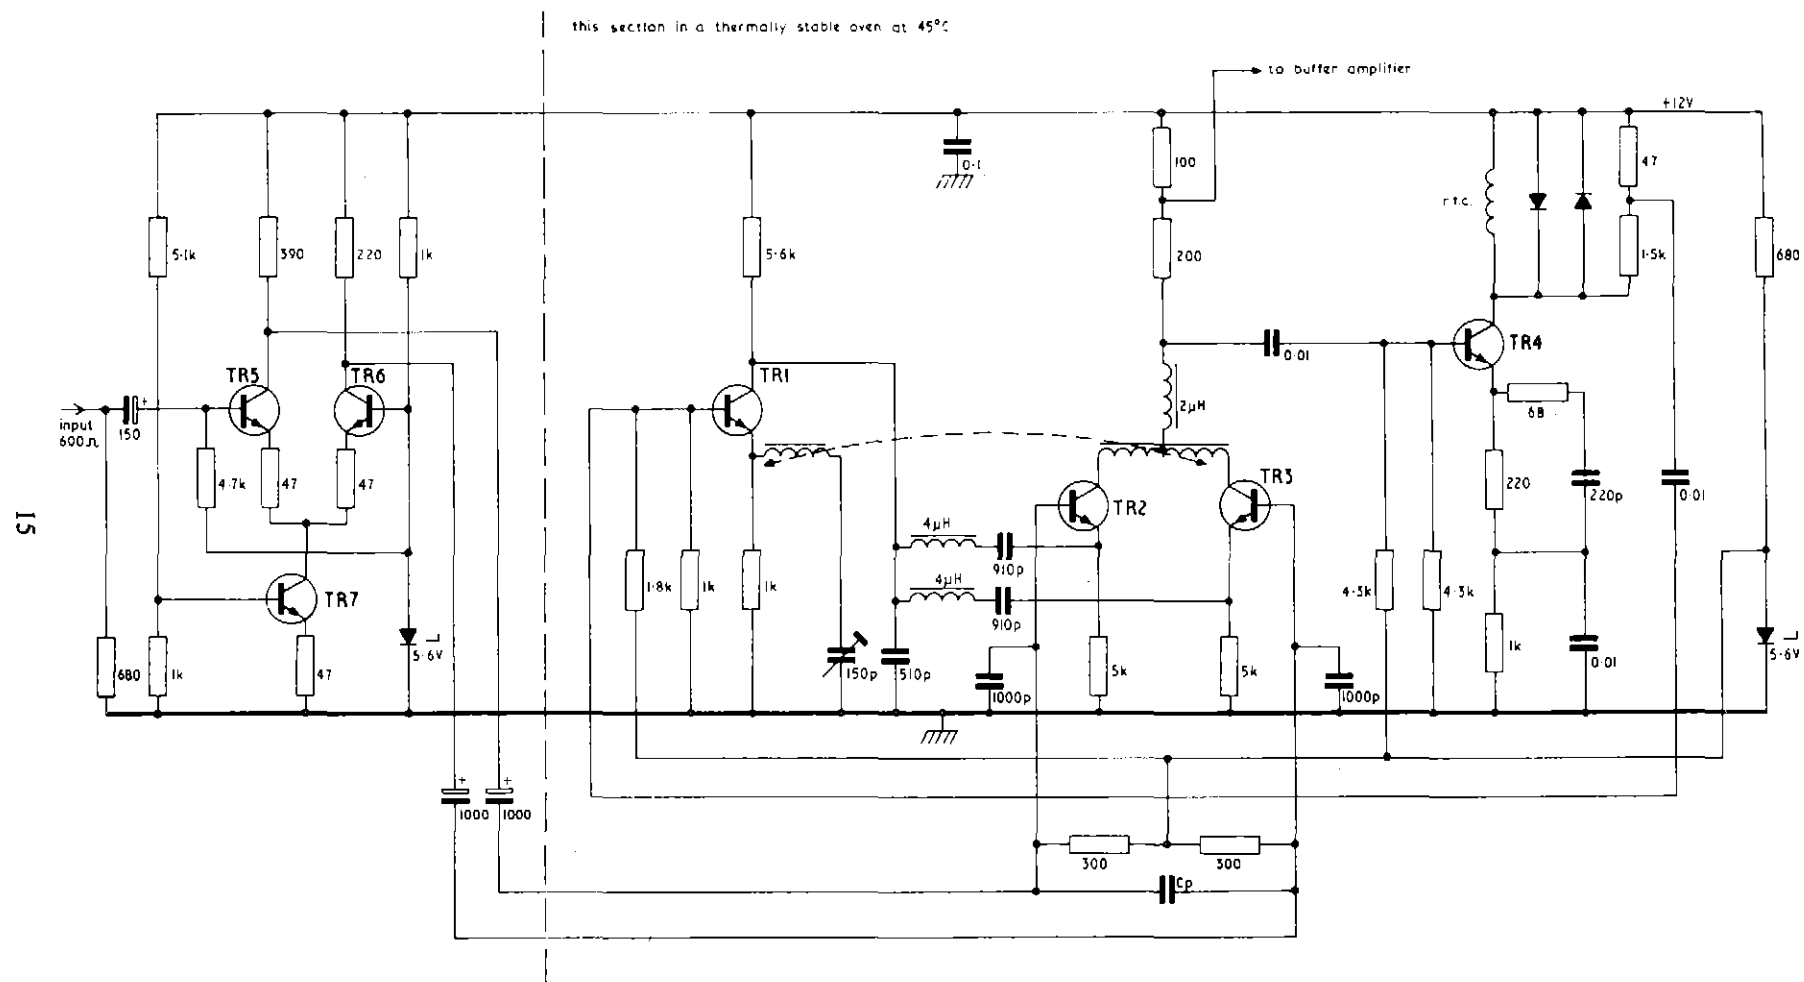 this section in a thermally stable oven at 45°C
to buffer amplifier
+12V
0·1
100
47
r.f.c.
5·1k
390
220
1k
5·6k
200
1·5k
680
TR4
0·01
TR5
TR6
TR1
2μH
68
input
600Ω
150
+
4·7k
47
47
TR3
TR2
220
220p
0·01
15
4μH
910p
4μH
910p
1·8k
1k
1k
4·3k
4·3k
TR7
5·6V
150p
510p
1000p
5k
5k
1000p
1k
0·01
5·6V
680
1k
47
+
+
1000
1000
300
300
Cp